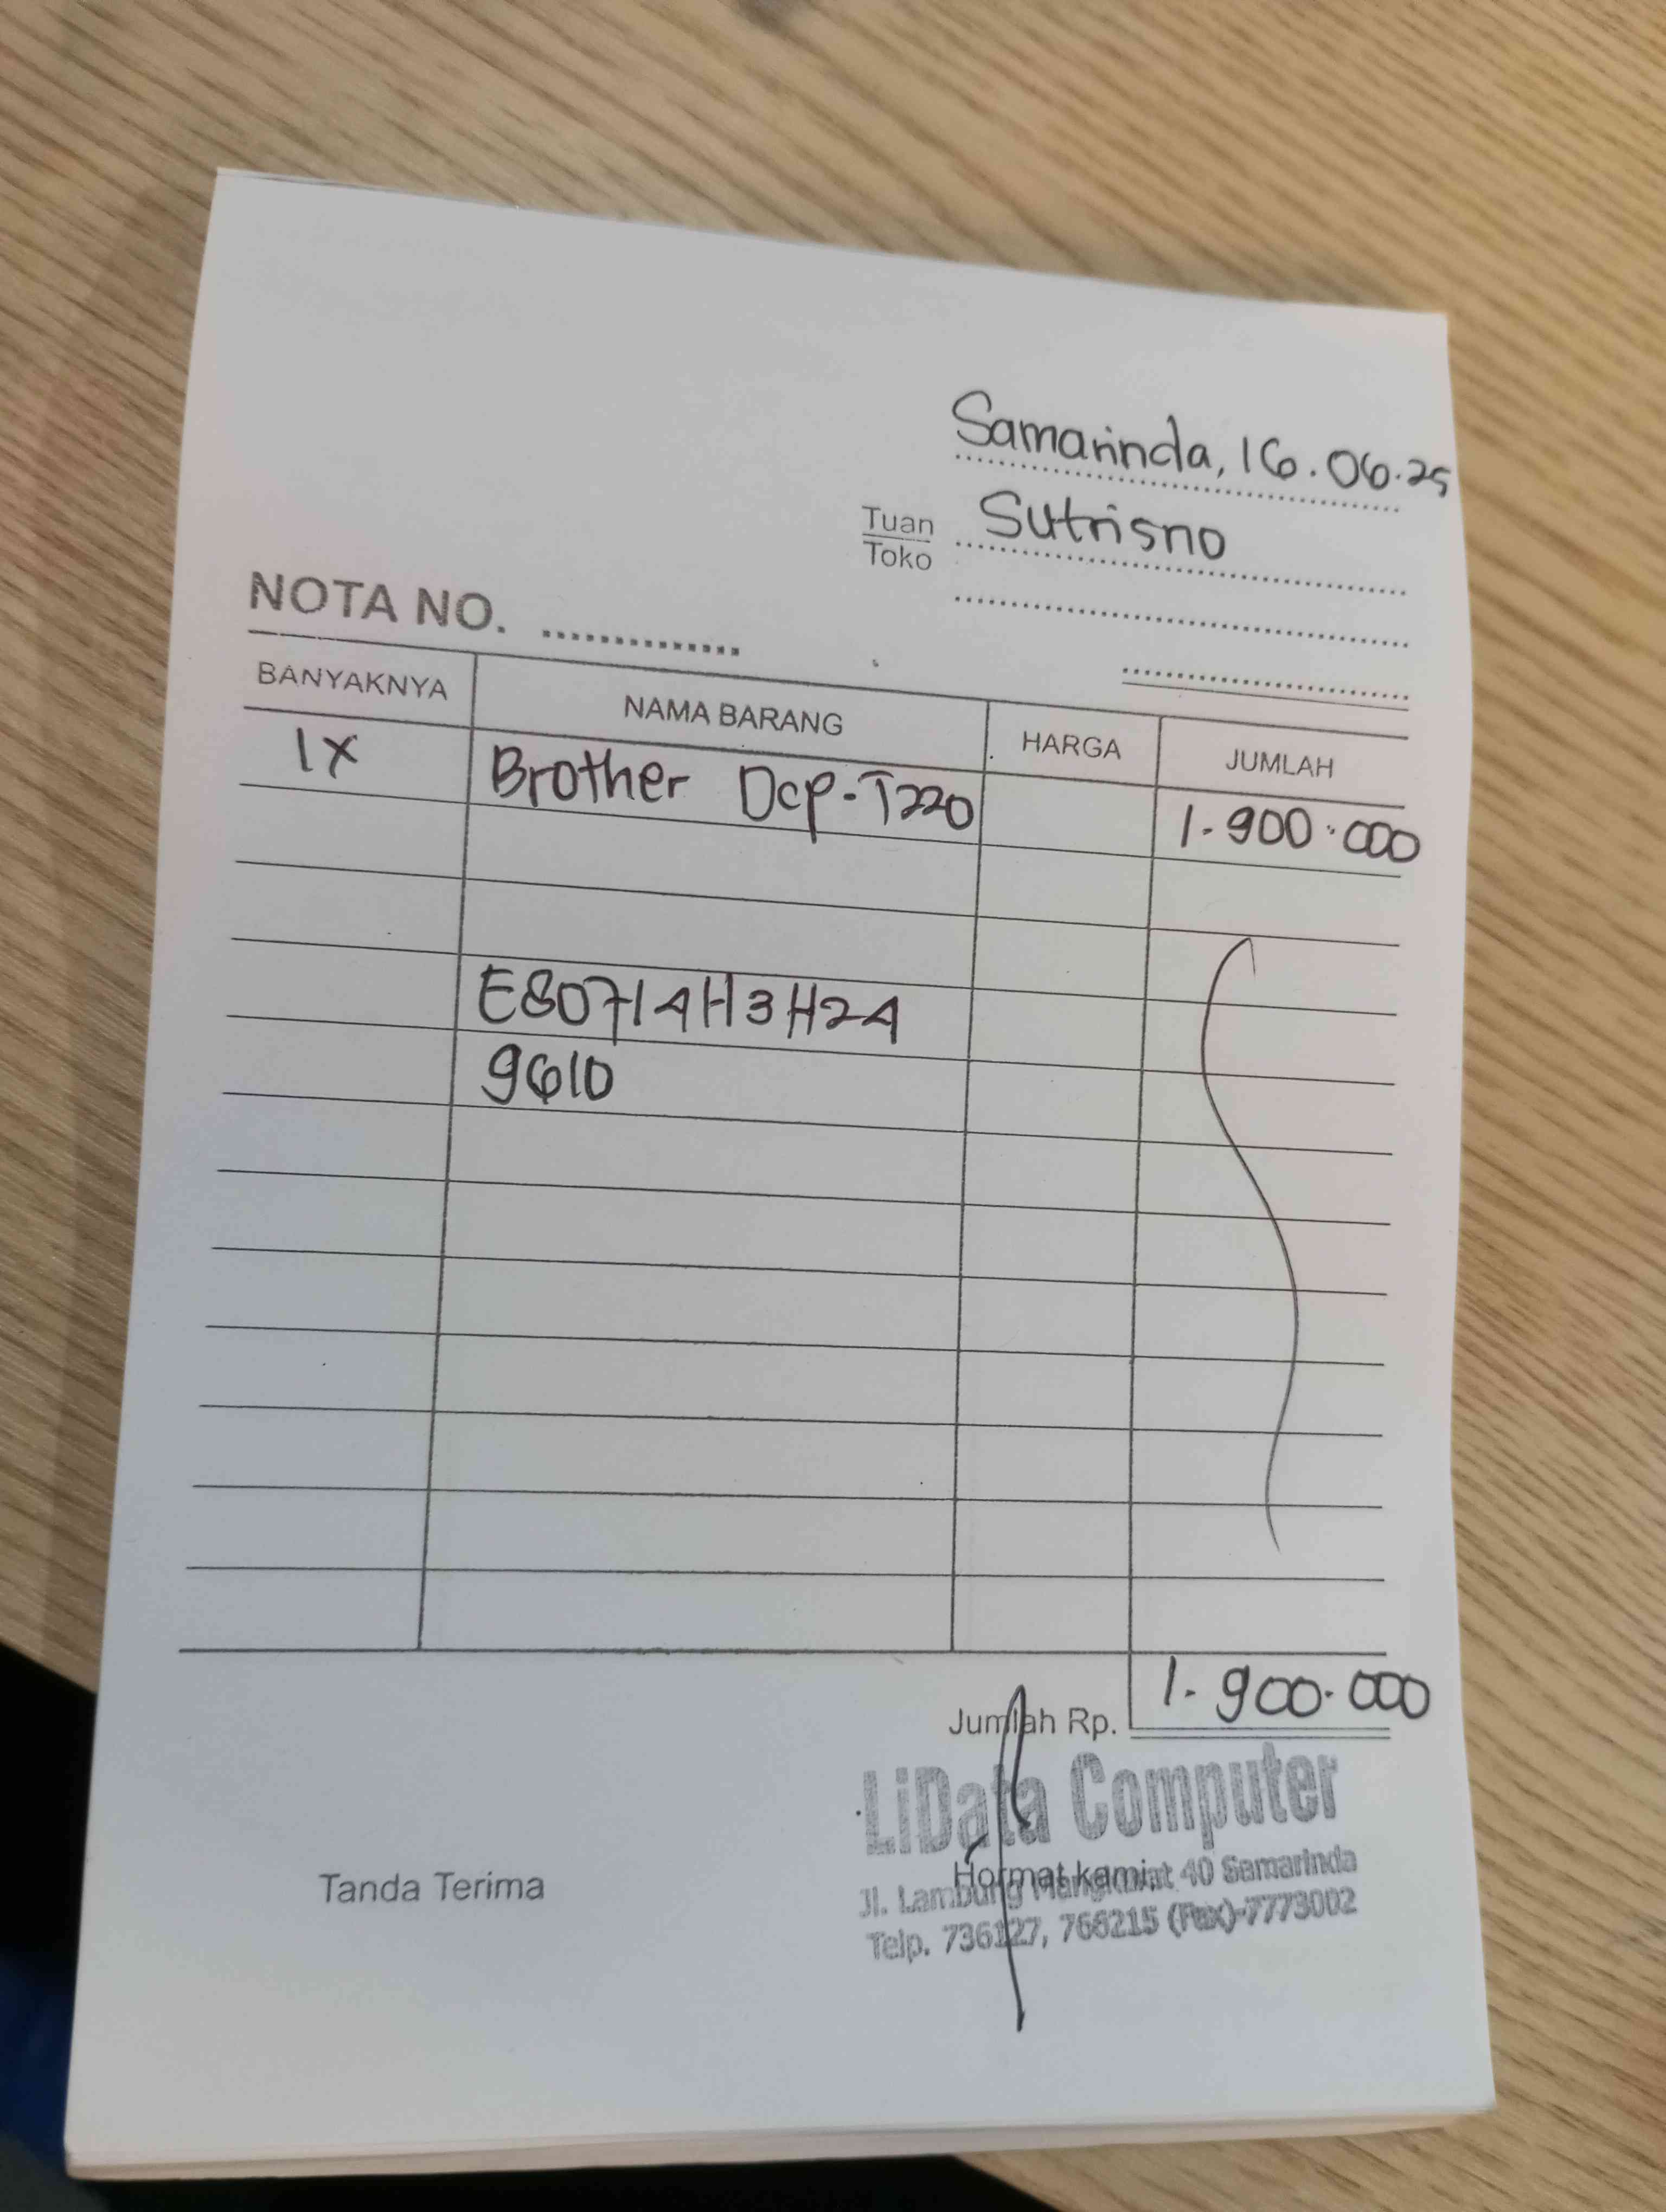 Samarinda, 16.06.25
Tuan Sutrisno
Toko
NOTA NO. ..............
BANYAKNYA NAMA BARANG HARGA JUMLAH
1x Brother Dcp-T220 1.900.000
E80714H3H24
9610
Jumlah Rp. 1.900.000
LiData Computer
Tanda Terima Hormat kami,
Jl. Lambung Mangkurat 40 Samarinda
Telp. 736127, 766215 (Fax)-7773002